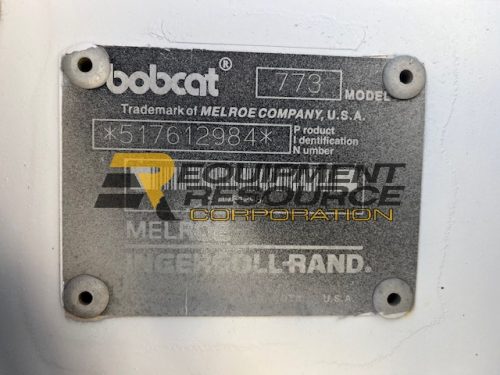 bobcat® 773 MODEL
Trademark of MELROE COMPANY, U.S.A.
*517612984* Product Identification Number
EQUIPMENT
RESOURCE
CORPORATION
MELROE
INGERSOLL-RAND®
U.S.A.